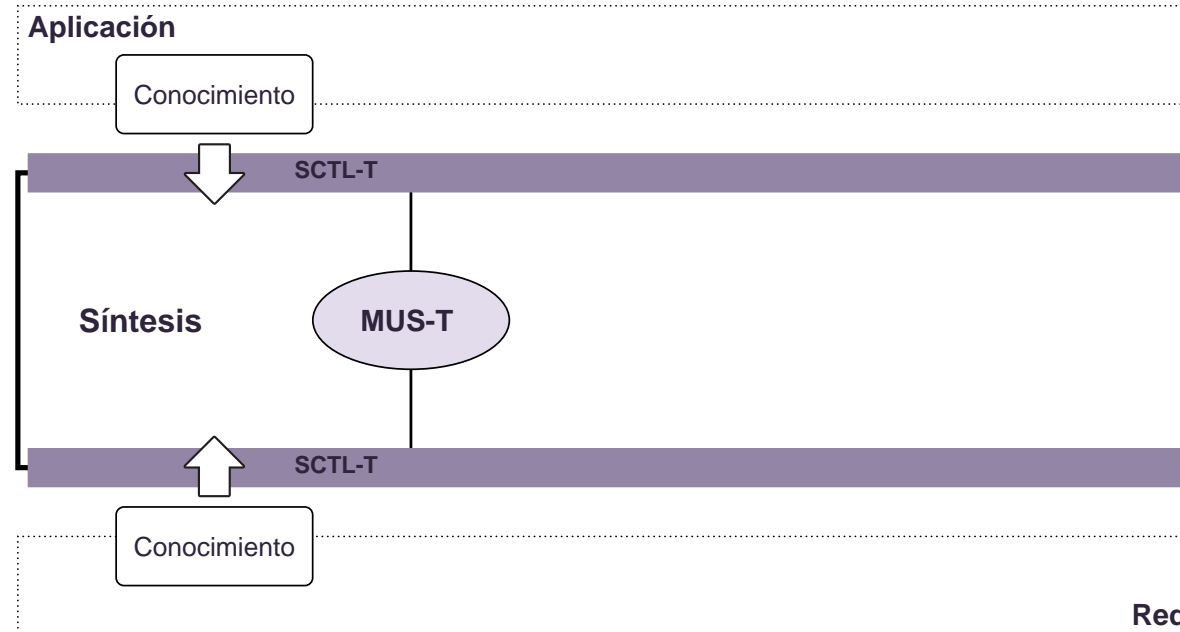 Aplicación
Conocimiento
SCTL-T
Síntesis
MUS-T
SCTL-T
Conocimiento